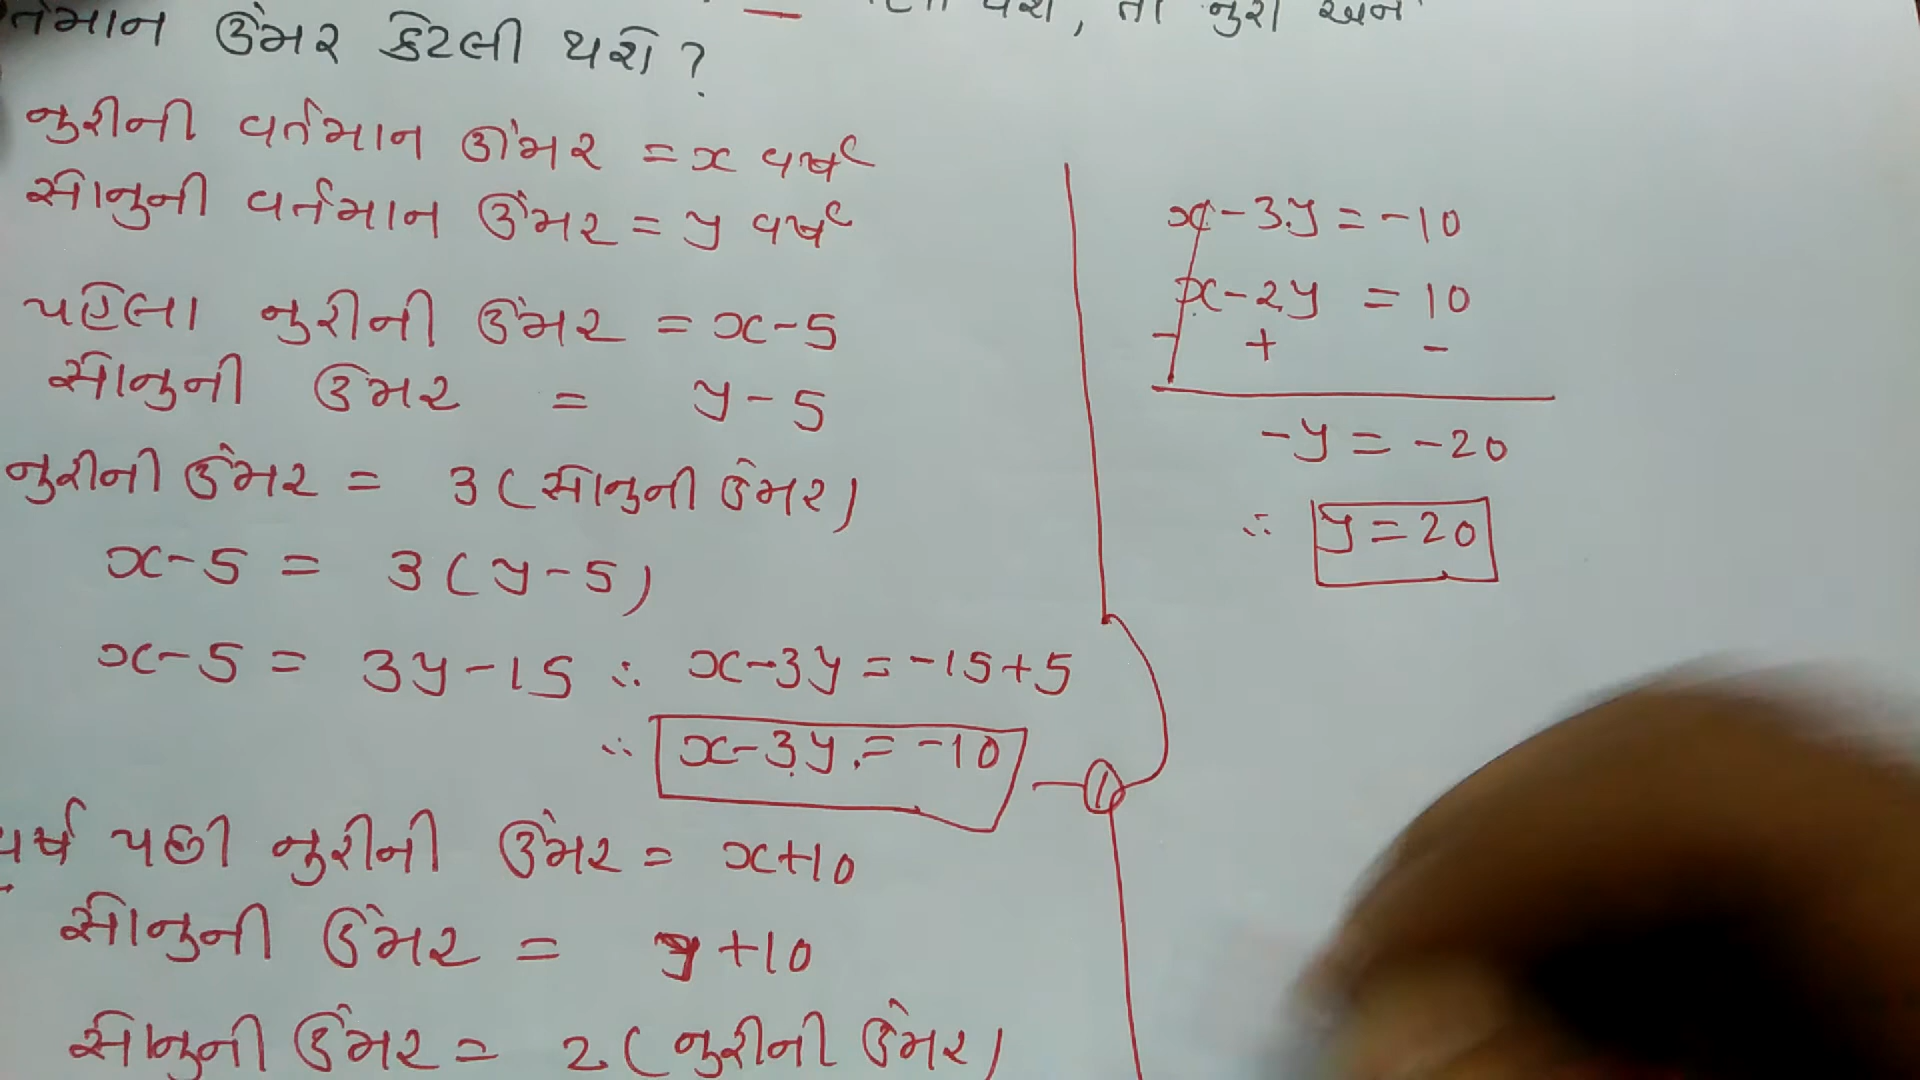 થશે, તો નુરી અને
વર્તમાન ઉંમર કેટલી થશે ?
નુરીની વર્તમાન ઉંમર = x વર્ષ
સોનુની વર્તમાન ઉંમર = y વર્ષ
પહેલા નુરીની ઉંમર = x-5
સોનુની ઉંમર = y-5
નુરીની ઉંમર = 3(સોનુની ઉંમર)
x-5 = 3(y-5)
x-5 = 3y-15 ∴ x-3y = -15+5
∴ x-3y = -10 — 1
વર્ષ પછી નુરીની ઉંમર = x+10
સોનુની ઉંમર = y+10
સોનુની ઉંમર = 2(નુરીની ઉંમર)
x-3y = -10
x-2y = 10
- + -
-y = -20
∴ y = 20